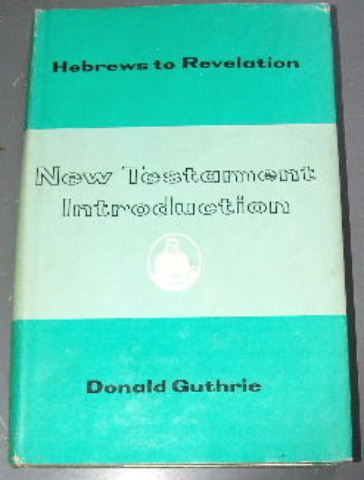 Hebrews to Revelation
New Testament
Introduction
Donald Guthrie